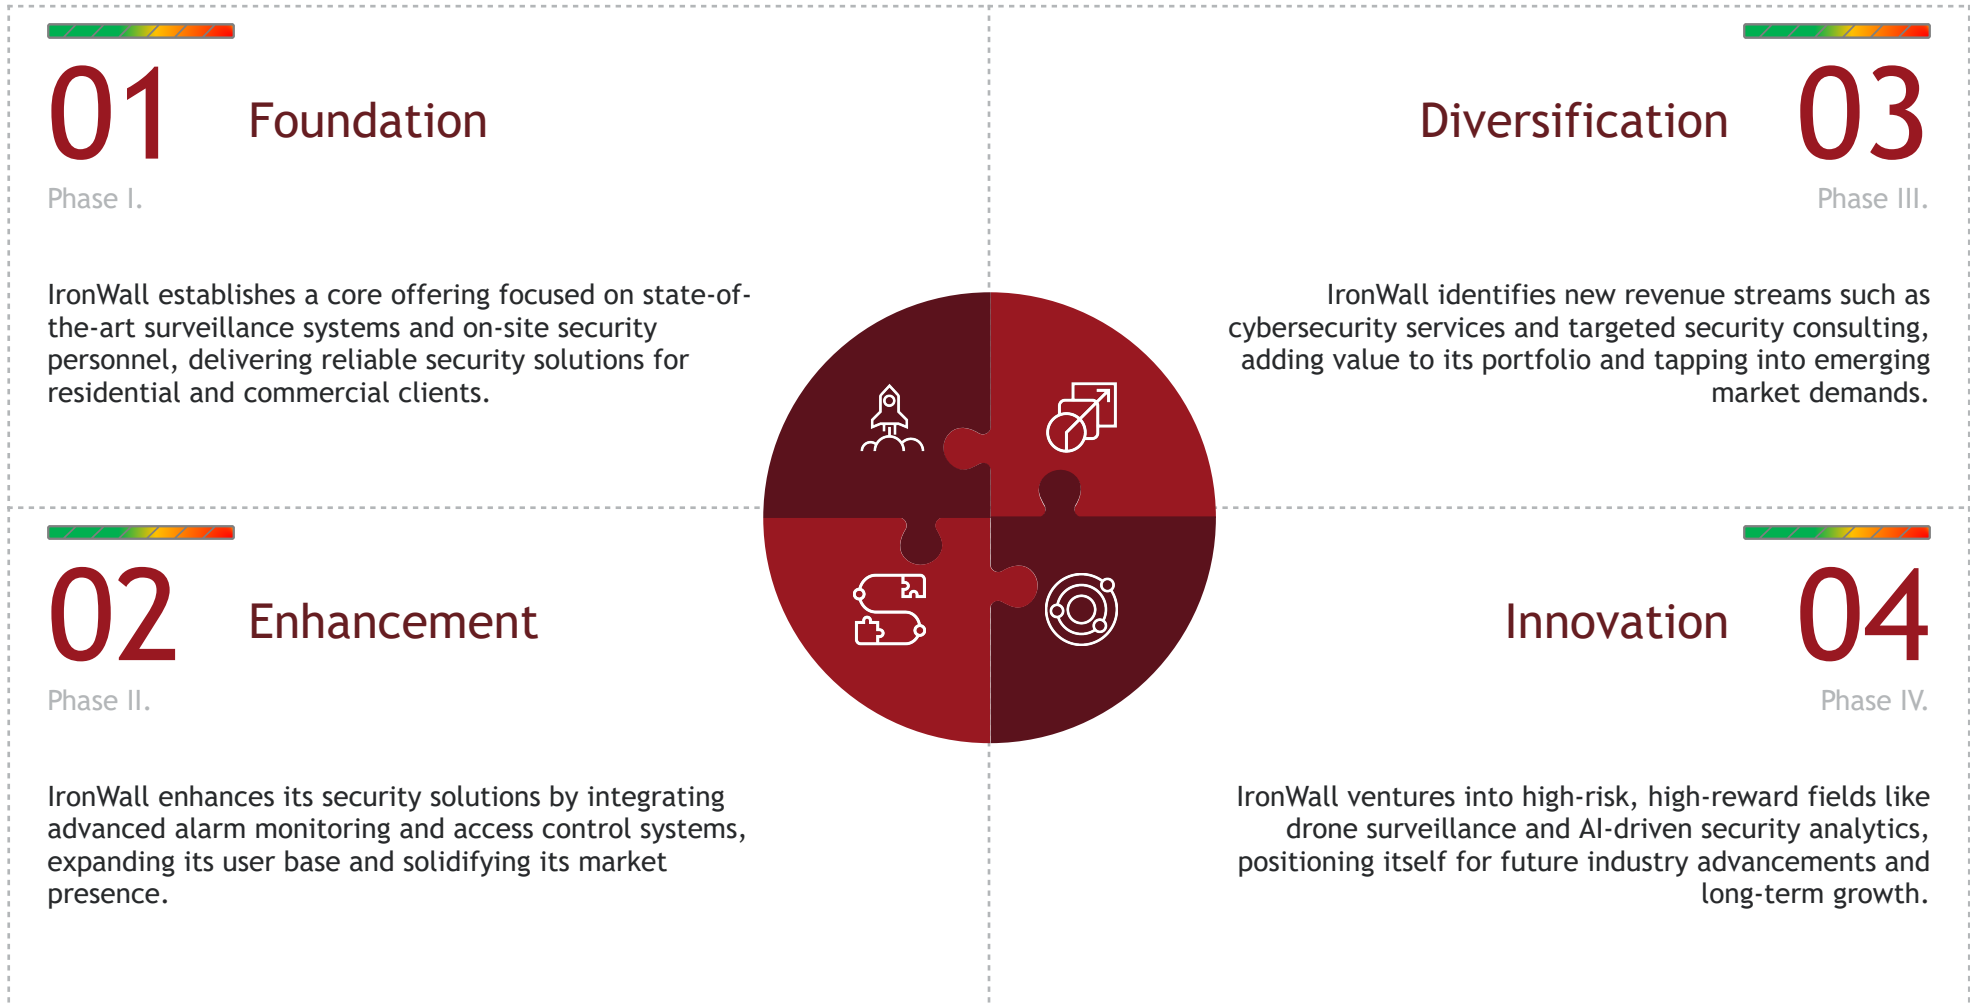 01
Foundation
Phase I.
IronWall establishes a core offering focused on state-of-
the-art surveillance systems and on-site security
personnel, delivering reliable security solutions for
residential and commercial clients.
02
Enhancement
Phase II.
IronWall enhances its security solutions by integrating
advanced alarm monitoring and access control systems,
expanding its user base and solidifying its market
presence.
Diversification
03
Phase III.
IronWall identifies new revenue streams such as
cybersecurity services and targeted security consulting,
adding value to its portfolio and tapping into emerging
market demands.
Innovation
04
Phase IV.
IronWall ventures into high-risk, high-reward fields like
drone surveillance and AI-driven security analytics,
positioning itself for future industry advancements and
long-term growth.